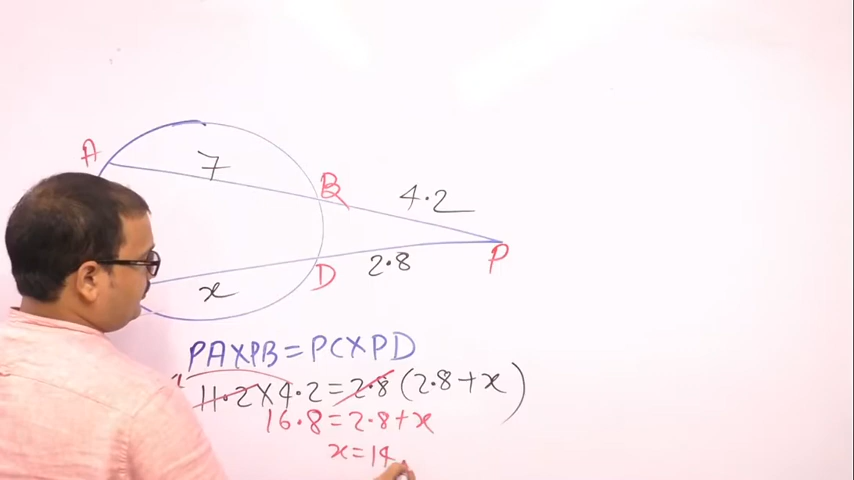 A
7
B
4.2
x
D
2.8
P
PA×PB=PC×PD
11.2×4.2=2.8(2.8+x)
16.8=2.8+x
x=14